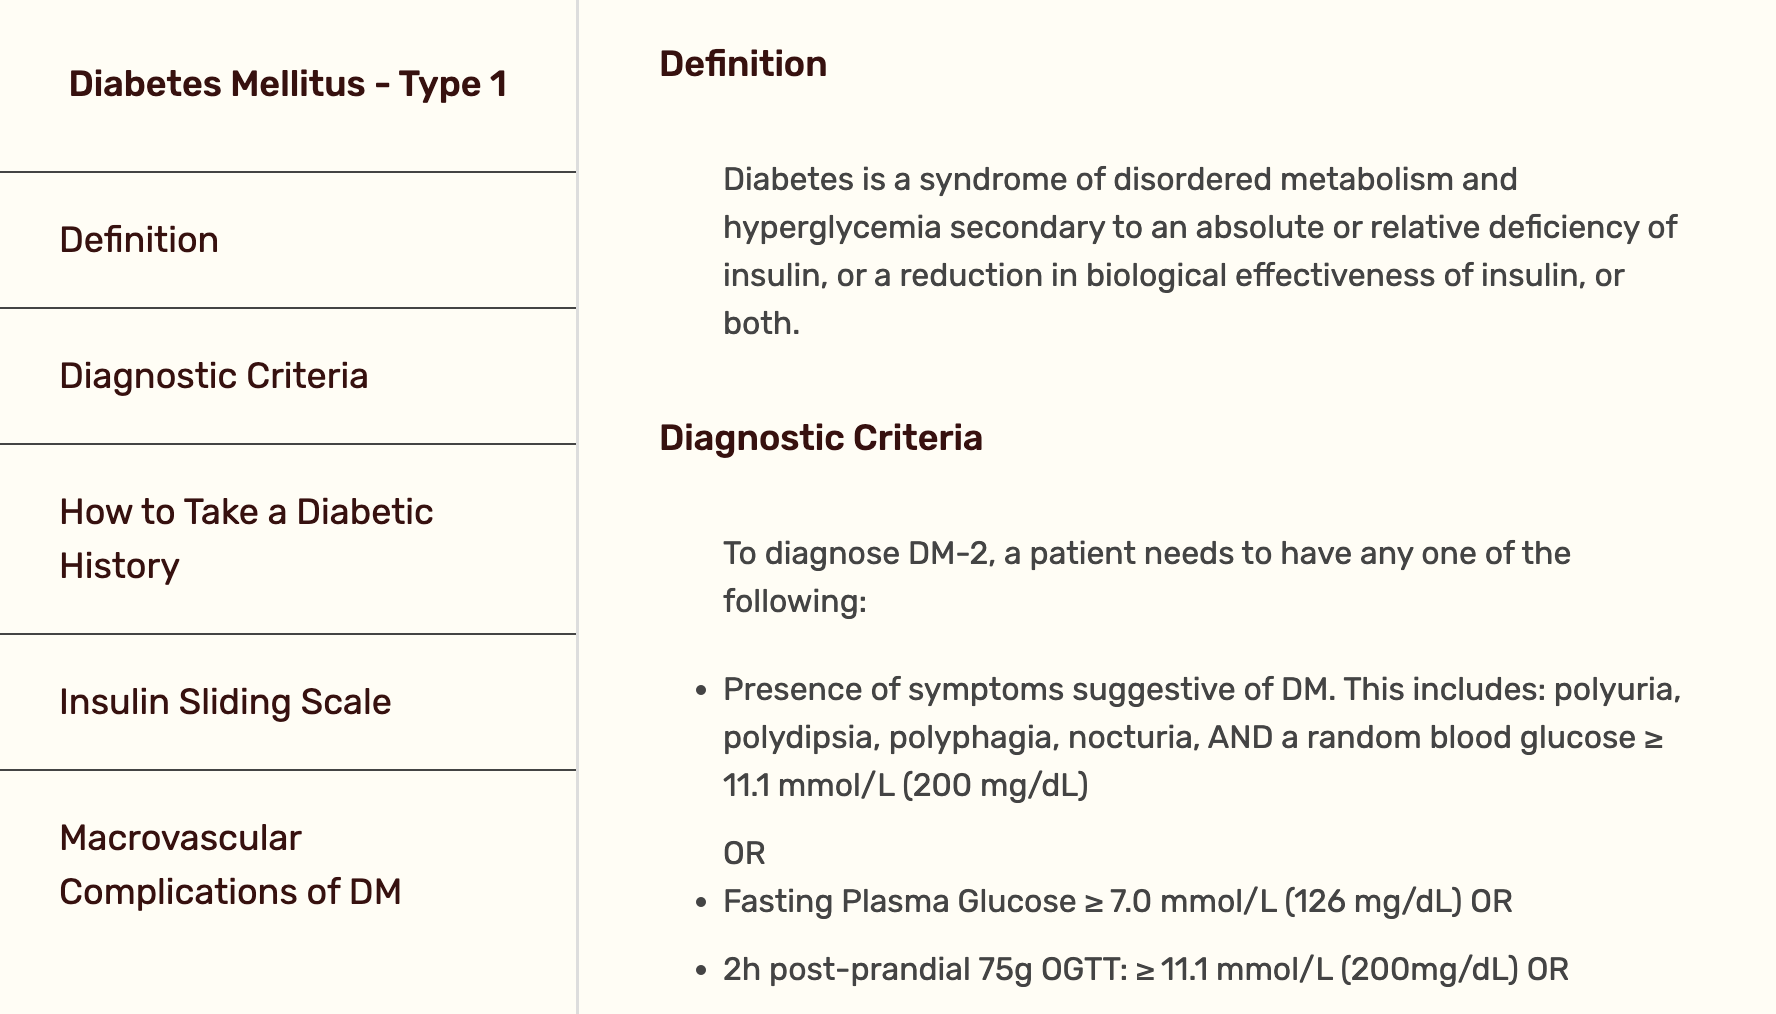 Diabetes Mellitus - Type 1
Definition
Diagnostic Criteria
How to Take a Diabetic
History
Insulin Sliding Scale
Macrovascular
Complications of DM
Definition
Diabetes is a syndrome of disordered metabolism and
hyperglycemia secondary to an absolute or relative deficiency of
insulin, or a reduction in biological effectiveness of insulin, or
both.
Diagnostic Criteria
To diagnose DM-2, a patient needs to have any one of the
following:
• Presence of symptoms suggestive of DM. This includes: polyuria,
polydipsia, polyphagia, nocturia, AND a random blood glucose ≥
11.1 mmol/L (200 mg/dL)
OR
• Fasting Plasma Glucose ≥ 7.0 mmol/L (126 mg/dL) OR
• 2h post-prandial 75g OGTT: ≥ 11.1 mmol/L (200mg/dL) OR